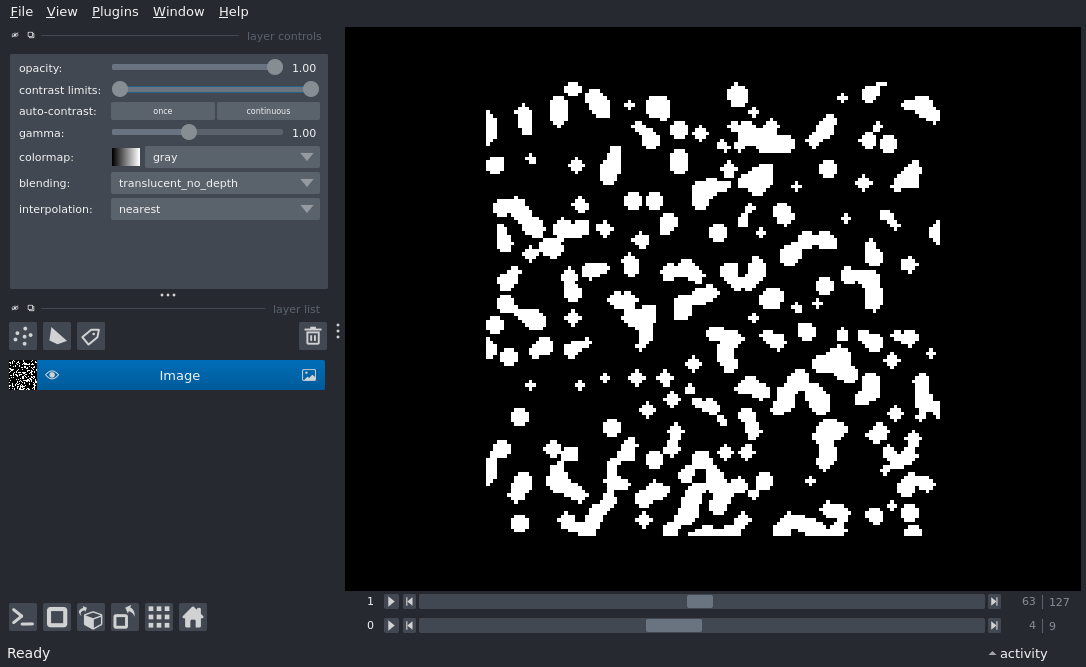 File View Plugins Window Help
layer controls
opacity: 1.00
contrast limits:
auto-contrast: once continuous
gamma: 1.00
colormap: gray
blending: translucent_no_depth
interpolation: nearest
layer list
Image
1 63 127
0 4 9
Ready activity